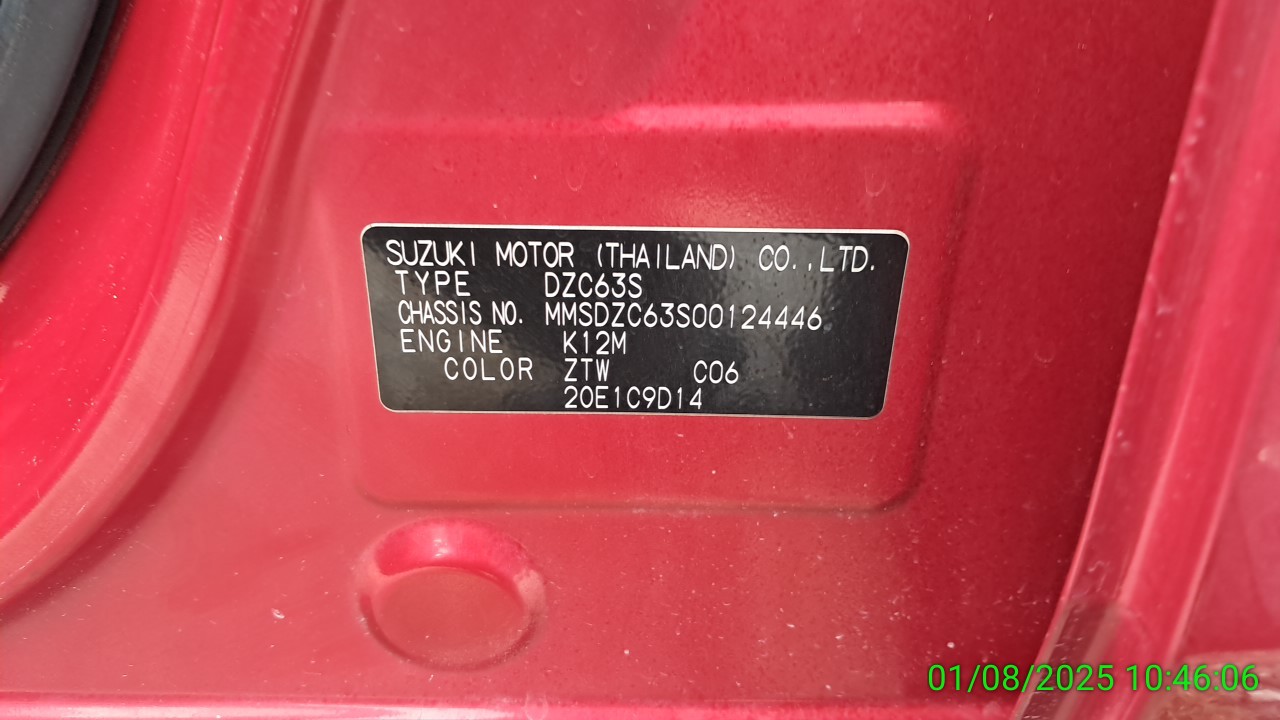 SUZUKI MOTOR (THAILAND) CO.,LTD.
TYPE DZC63S
CHASSIS NO. MMSDZC63S00124446
ENGINE K12M
COLOR ZTW C06
20E1C9D14
01/08/2025 10:46:06